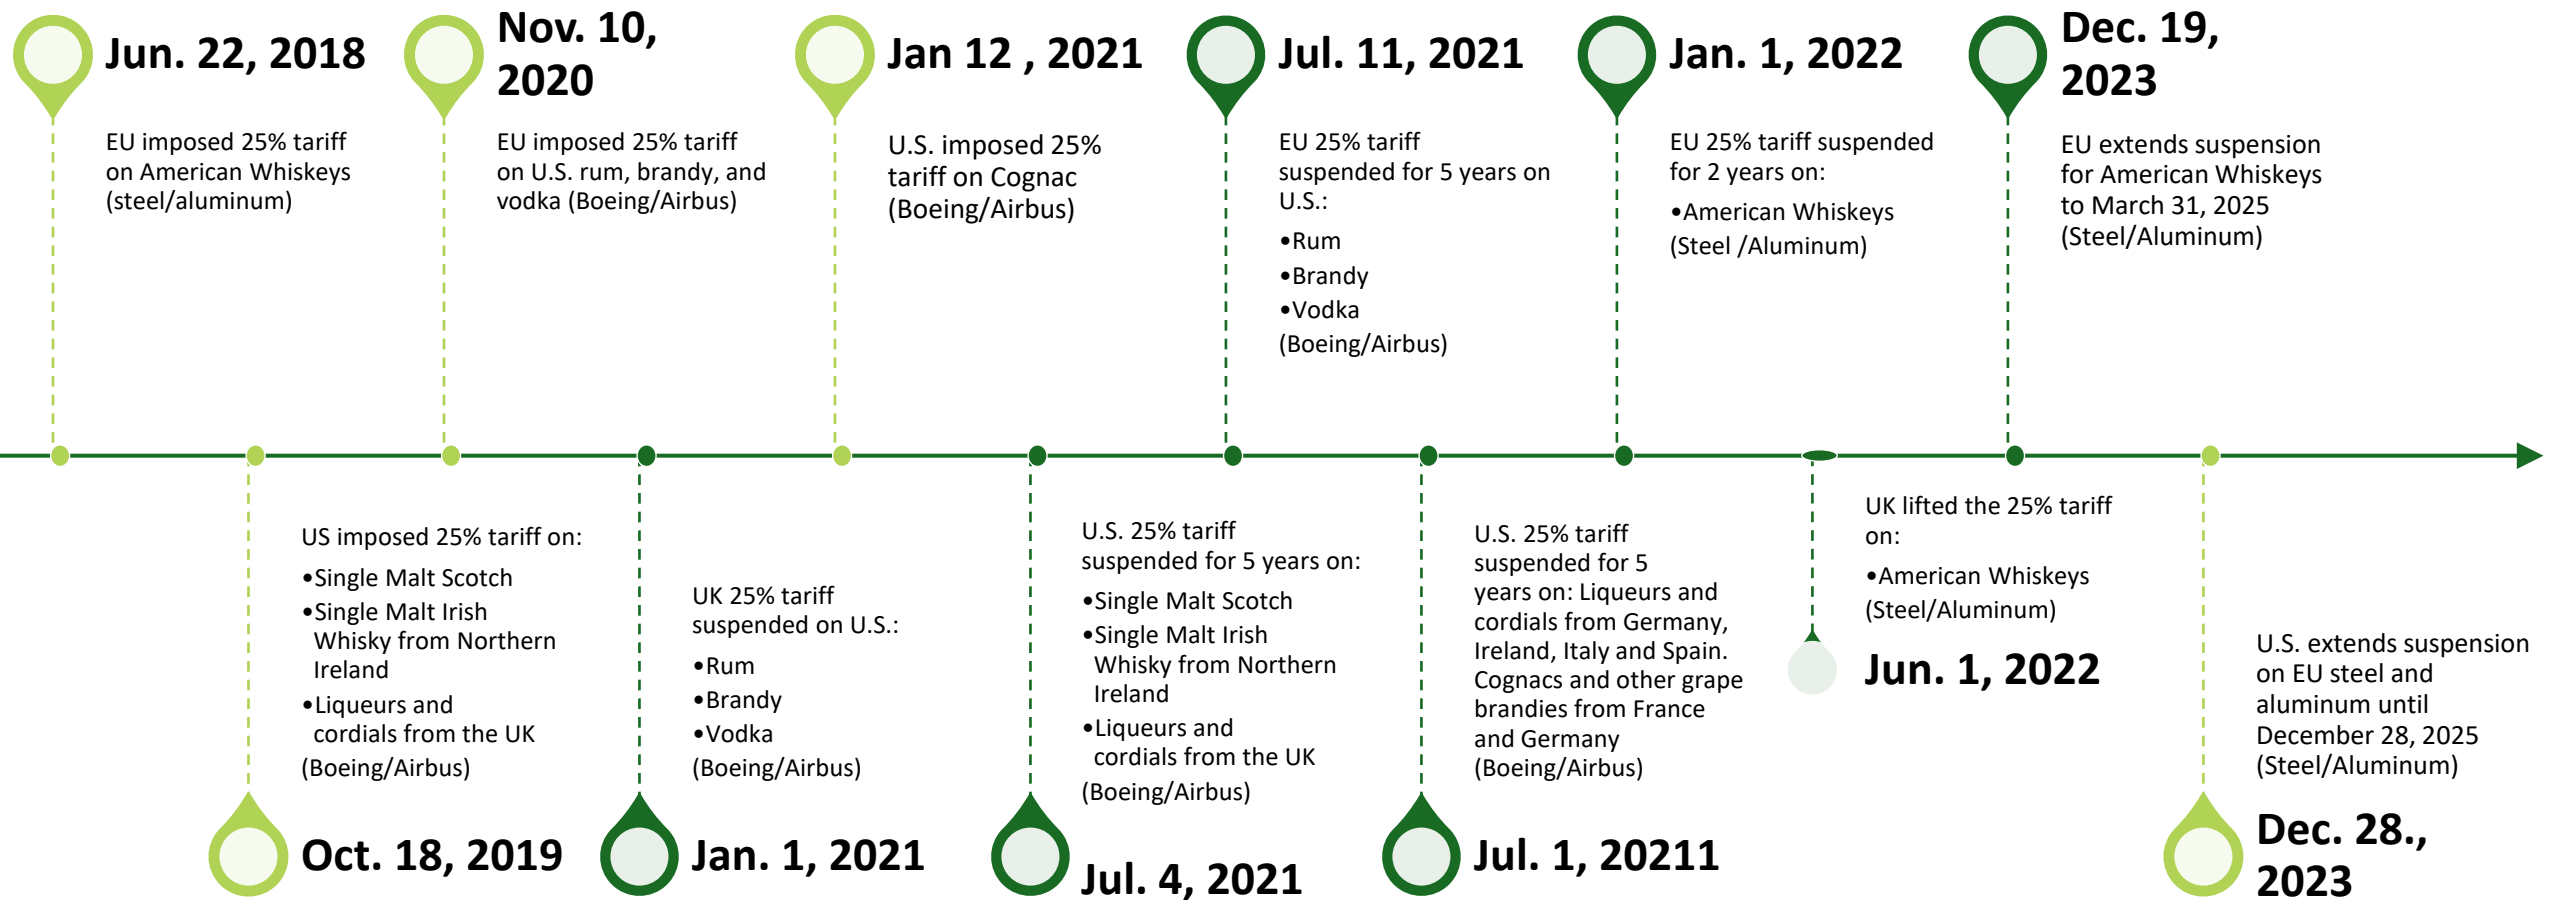 Jun. 22, 2018
EU imposed 25% tariff
on American Whiskeys
(steel/aluminum)
Nov. 10,
2020
EU imposed 25% tariff
on U.S. rum, brandy, and
vodka (Boeing/Airbus)
Jan 12 , 2021
U.S. imposed 25%
tariff on Cognac
(Boeing/Airbus)
Jul. 11, 2021
EU 25% tariff
suspended for 5 years on
U.S.:
•Rum
•Brandy
•Vodka
(Boeing/Airbus)
Jan. 1, 2022
EU 25% tariff suspended
for 2 years on:
•American Whiskeys
(Steel /Aluminum)
Dec. 19,
2023
EU extends suspension
for American Whiskeys
to March 31, 2025
(Steel/Aluminum)
US imposed 25% tariff on:
•Single Malt Scotch
•Single Malt Irish
Whisky from Northern
Ireland
•Liqueurs and
cordials from the UK
(Boeing/Airbus)
Oct. 18, 2019
UK 25% tariff
suspended on U.S.:
•Rum
•Brandy
•Vodka
(Boeing/Airbus)
Jan. 1, 2021
U.S. 25% tariff
suspended for 5 years on:
•Single Malt Scotch
•Single Malt Irish
Whisky from Northern
Ireland
•Liqueurs and
cordials from the UK
(Boeing/Airbus)
Jul. 4, 2021
U.S. 25% tariff
suspended for 5
years on: Liqueurs and
cordials from Germany,
Ireland, Italy and Spain.
Cognacs and other grape
brandies from France
and Germany
(Boeing/Airbus)
Jul. 1, 20211
UK lifted the 25% tariff
on:
•American Whiskeys
(Steel/Aluminum)
Jun. 1, 2022
U.S. extends suspension
on EU steel and
aluminum until
December 28, 2025
(Steel/Aluminum)
Dec. 28.,
2023